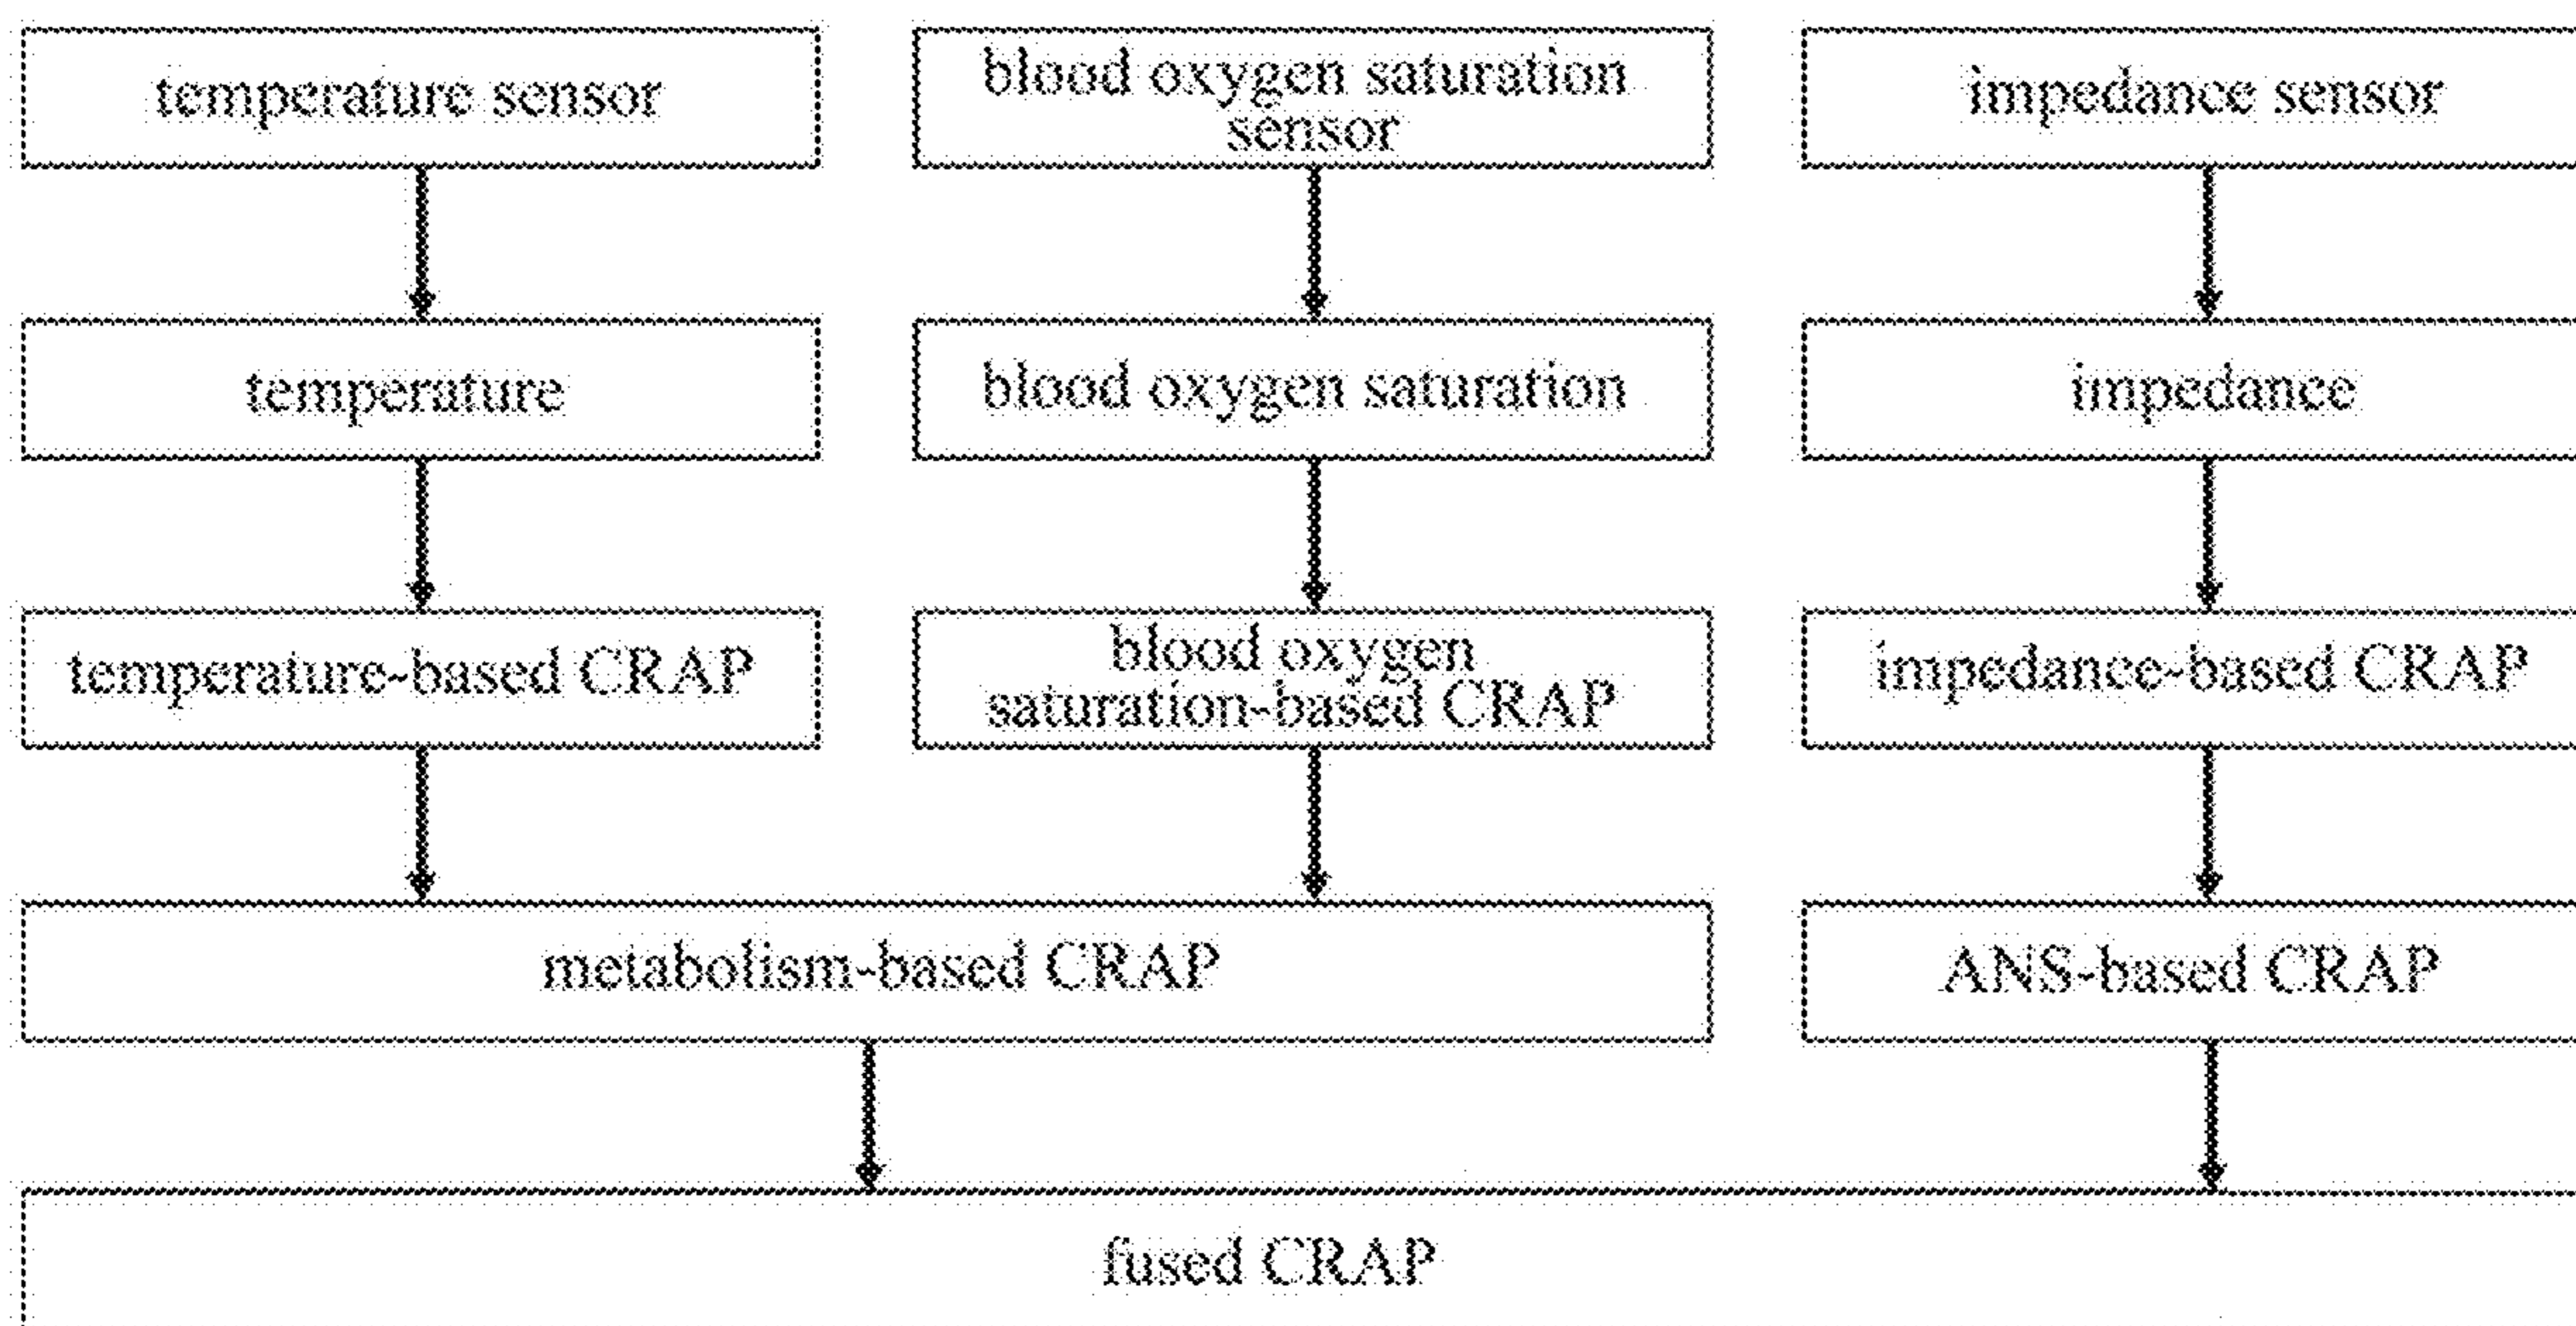 temperature sensor
blood oxygen saturation
sensor
impedance sensor
temperature
blood oxygen saturation
impedance
temperature-based CRAP
blood oxygen
saturation-based CRAP
impedance-based CRAP
metabolism-based CRAP
ANS-based CRAP
fused CRAP